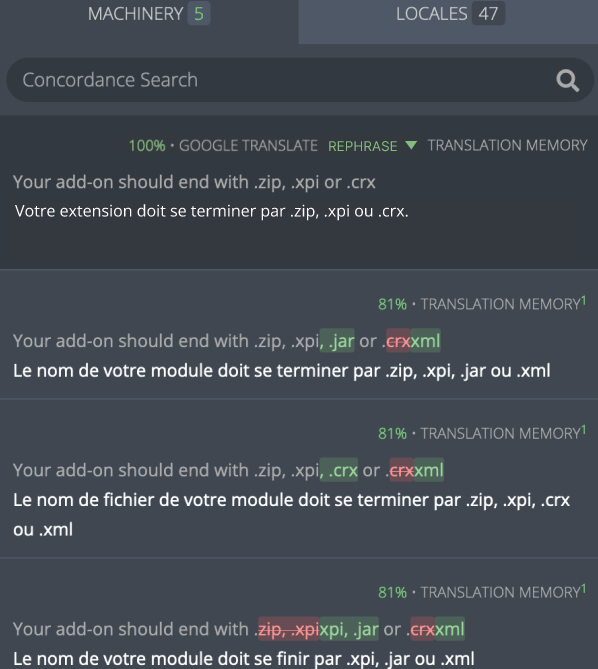 MACHINERY 5
LOCALES 47
Concordance Search
100% • GOOGLE TRANSLATE REPHRASE ▼ TRANSLATION MEMORY
Your add-on should end with .zip, .xpi or .crx
Votre extension doit se terminer par .zip, .xpi ou .crx.
81% • TRANSLATION MEMORY1
Your add-on should end with .zip, .xpi, .jar or .crxxml
Le nom de votre module doit se terminer par .zip, .xpi, .jar ou .xml
81% • TRANSLATION MEMORY1
Your add-on should end with .zip, .xpi, .crx or .crxxml
Le nom de fichier de votre module doit se terminer par .zip, .xpi, .crx
ou .xml
81% • TRANSLATION MEMORY1
Your add-on should end with .zip, .xpixpi, .jar or .crxxml
Le nom de votre module doit se finir par .xpi, .jar ou .xml